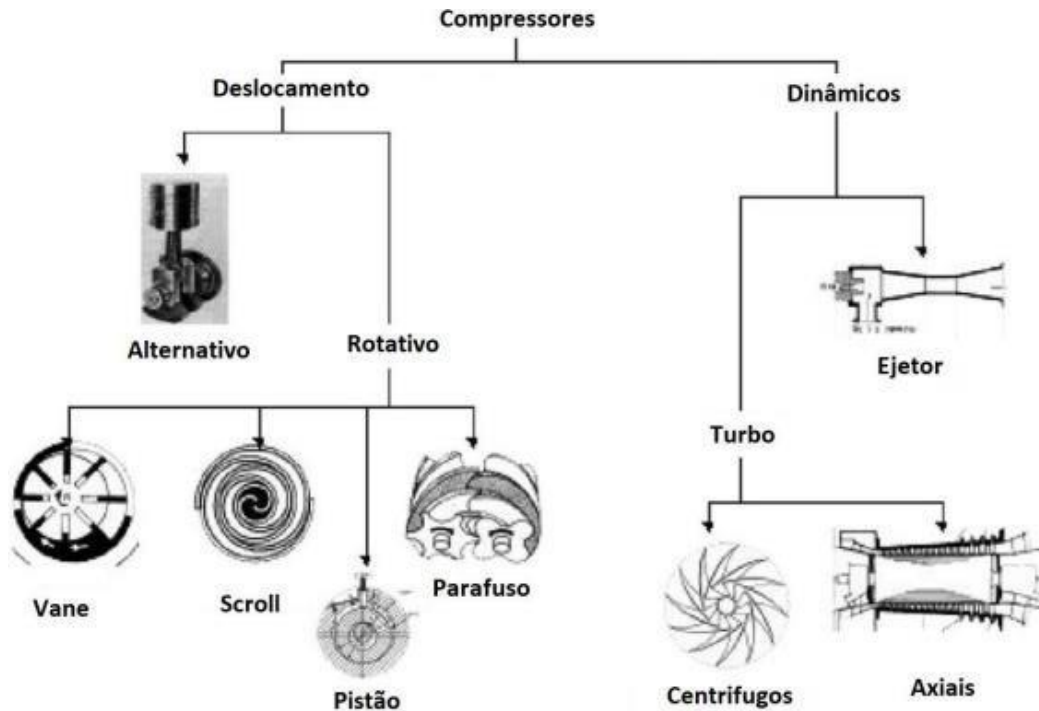 Compressores
Deslocamento
Dinâmicos
Alternativo
Rotativo
Ejetor
Turbo
Vane
Scroll
Pistão
Parafuso
Centrifugos
Axiais